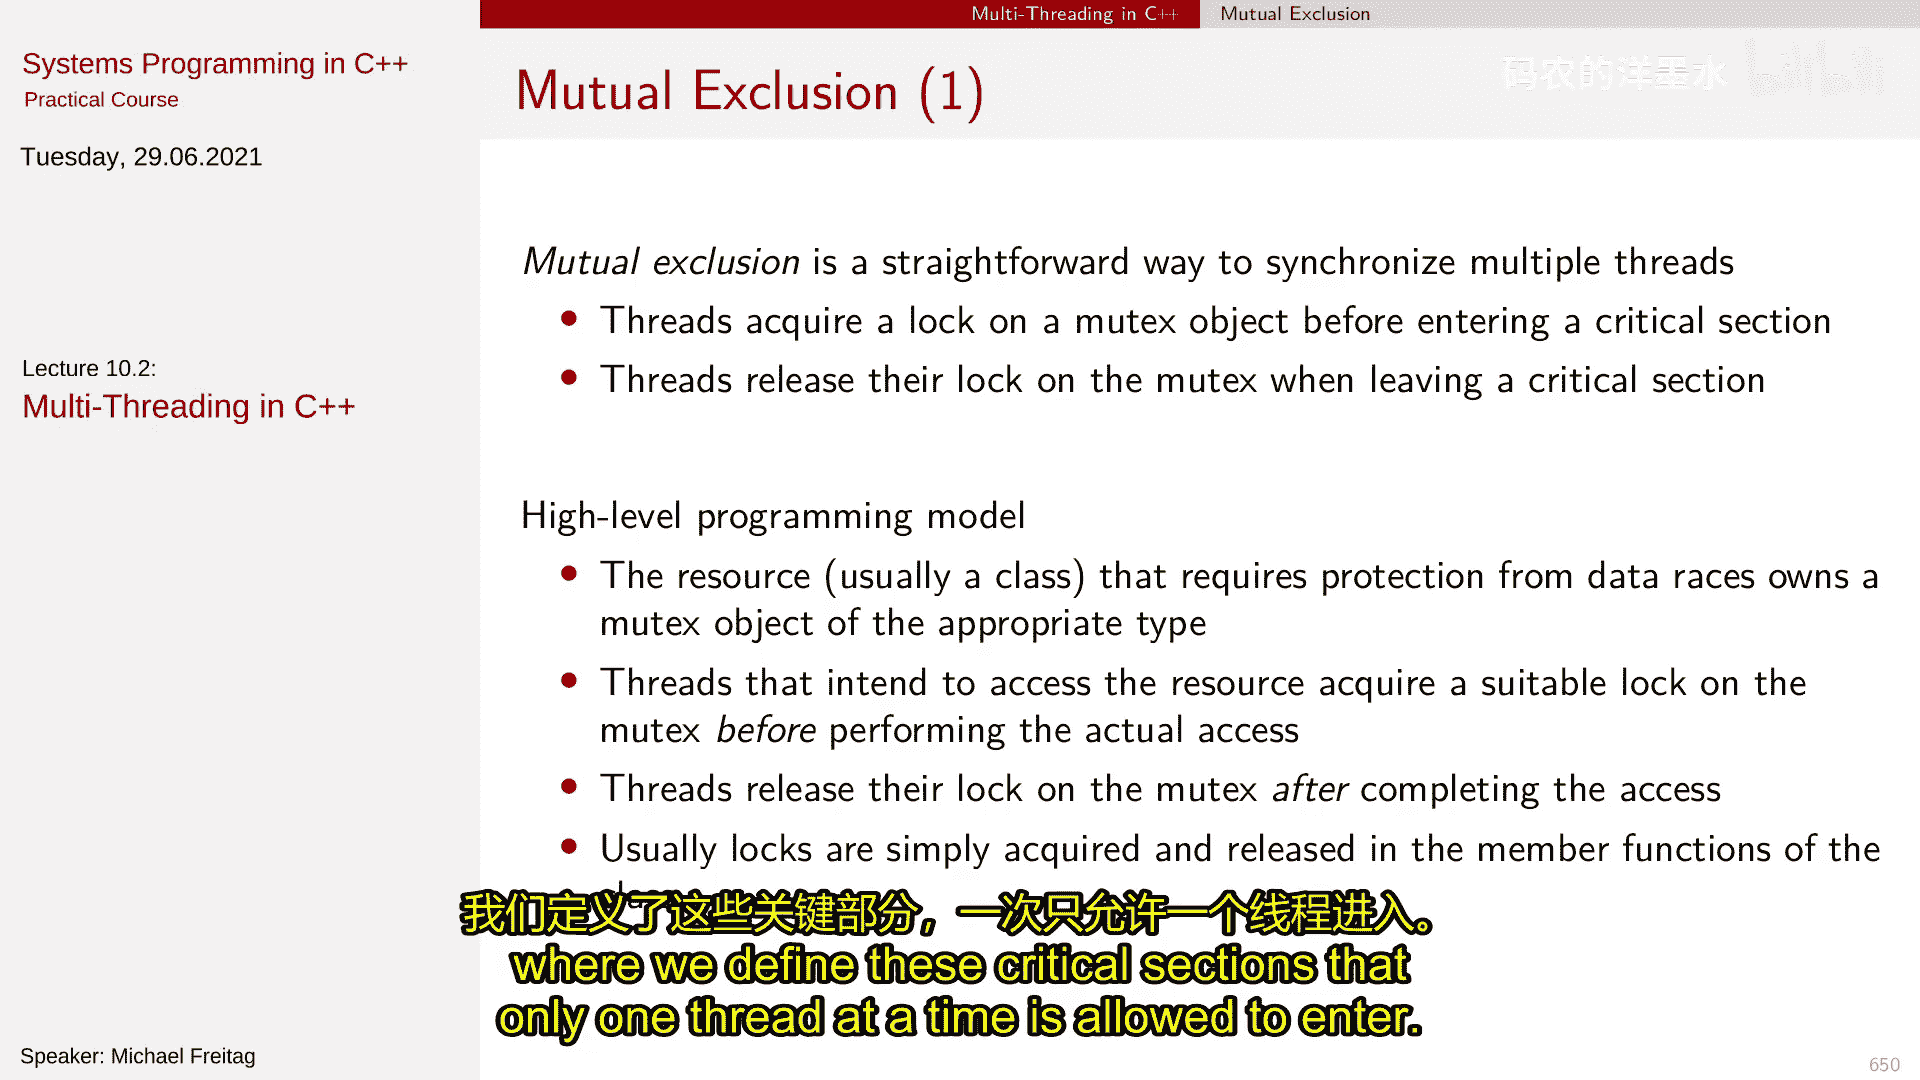 Multi-Threading in C++
Mutual Exclusion
Systems Programming in C++
Practical Course
Tuesday, 29.06.2021
Lecture 10.2:
Multi-Threading in C++
Speaker: Michael Freitag
码农的洋墨水 bilibili
Mutual Exclusion (1)
Mutual exclusion is a straightforward way to synchronize multiple threads
• Threads acquire a lock on a mutex object before entering a critical section
• Threads release their lock on the mutex when leaving a critical section
High-level programming model
• The resource (usually a class) that requires protection from data races owns a
mutex object of the appropriate type
• Threads that intend to access the resource acquire a suitable lock on the
mutex before performing the actual access
• Threads release their lock on the mutex after completing the access
• Usually locks are simply acquired and released in the member functions of the
我们定义了这些关键部分，一次只允许一个线程进入。
where we define these critical sections that
only one thread at a time is allowed to enter.
650